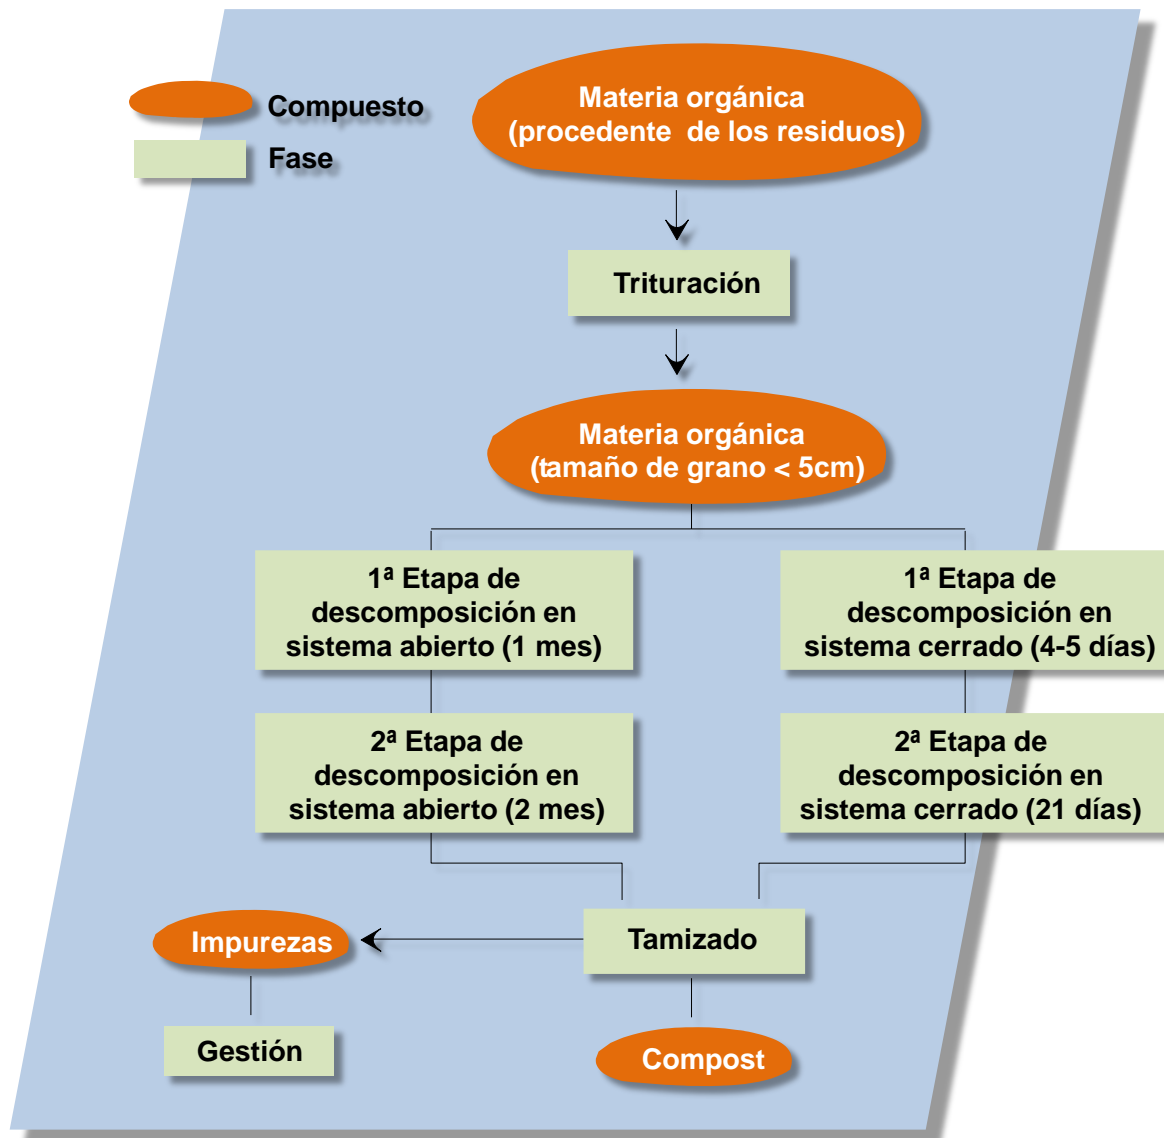 Compuesto
Fase
Materia orgánica
(procedente de los residuos)
Trituración
Materia orgánica
(tamaño de grano < 5cm)
1ª Etapa de
descomposición en
sistema abierto (1 mes)
1ª Etapa de
descomposición en
sistema cerrado (4-5 días)
2ª Etapa de
descomposición en
sistema abierto (2 mes)
2ª Etapa de
descomposición en
sistema cerrado (21 días)
Impurezas
Tamizado
Gestión
Compost